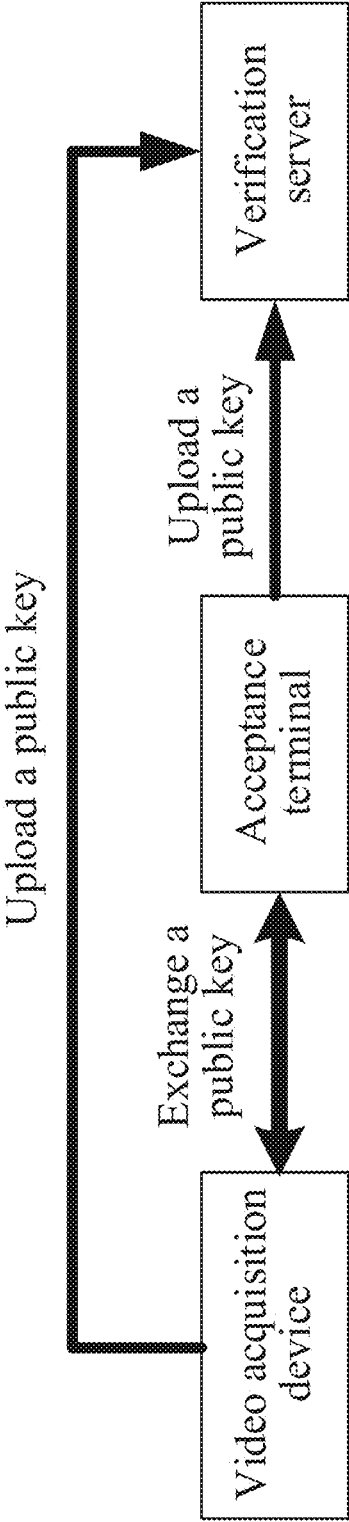 Upload a public key
Video acquisition
device
Exchange a
public key
Acceptance
terminal
Upload a
public key
Verification
server